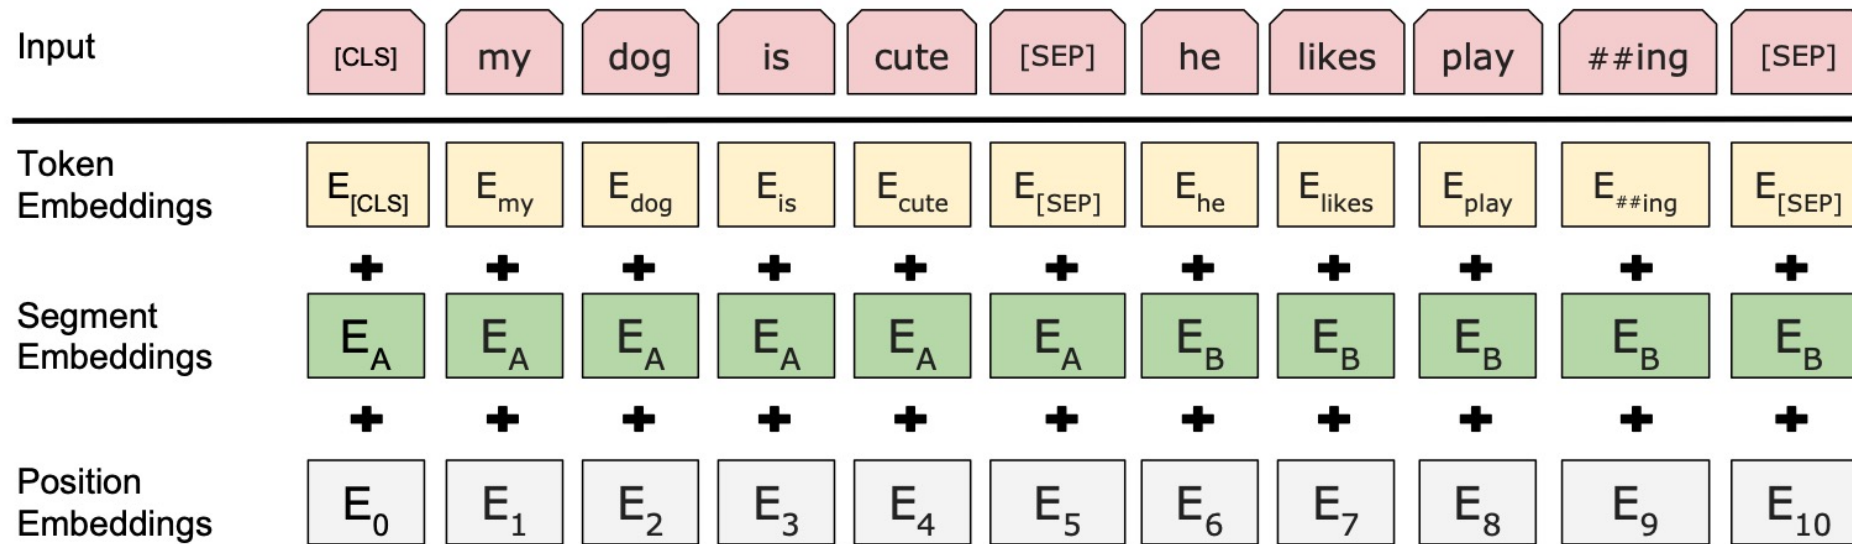 Input [CLS] my dog is cute [SEP] he likes play ##ing [SEP]
Token Embeddings E[CLS] Emy Edog Eis Ecute E[SEP] Ehe Elikes Eplay E##ing E[SEP]
+ + + + + + + + + + +
Segment Embeddings EA EA EA EA EA EA EB EB EB EB EB
+ + + + + + + + + + +
Position Embeddings E0 E1 E2 E3 E4 E5 E6 E7 E8 E9 E10